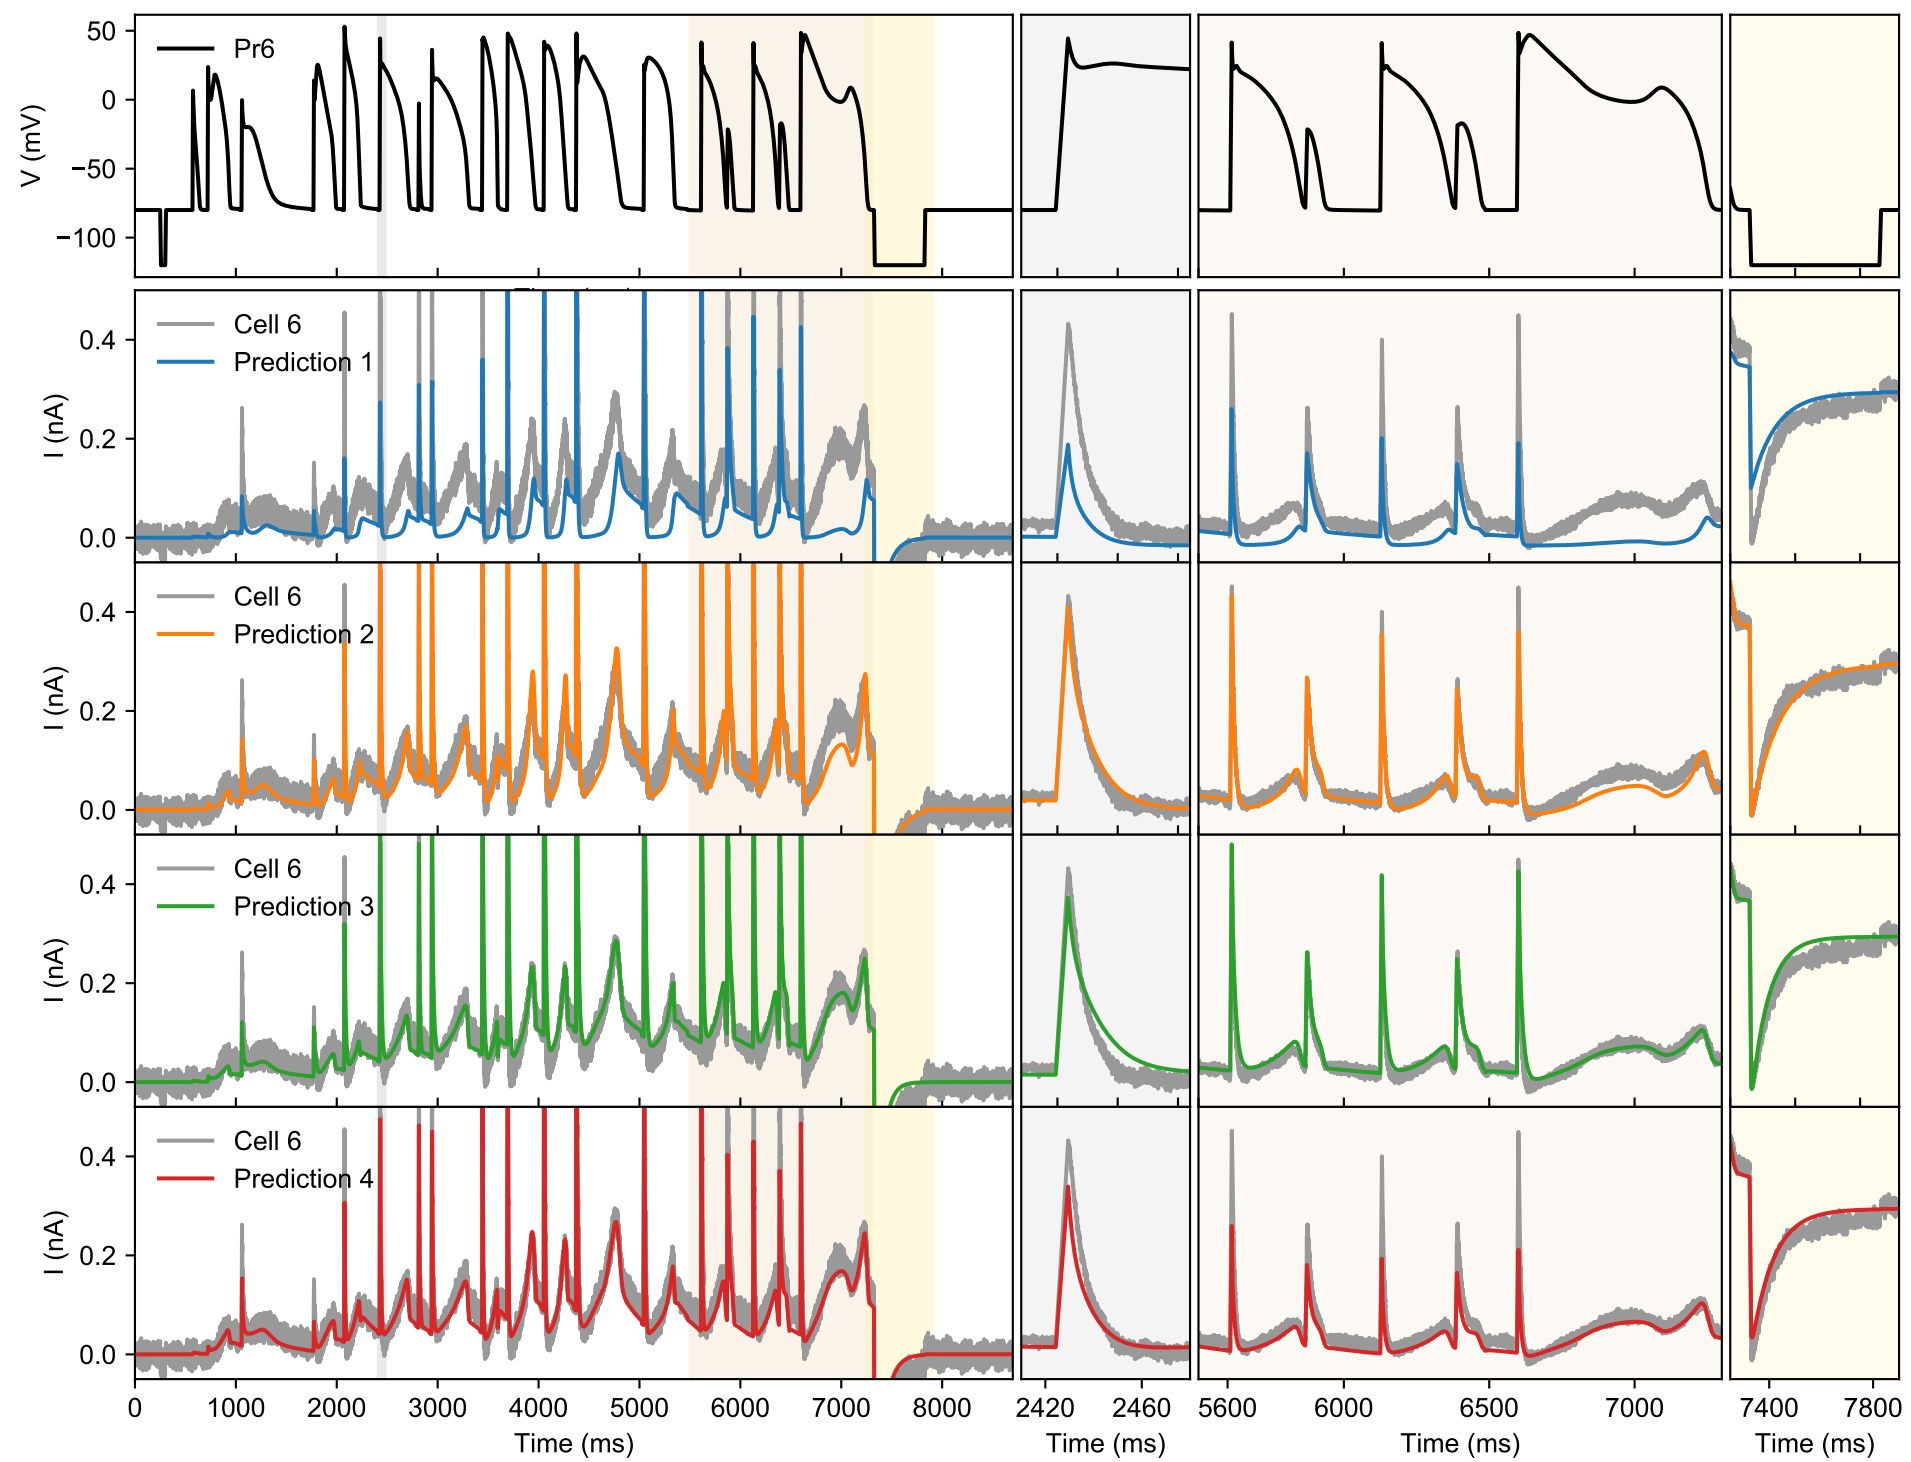 50
0
−50
−100
V (mV)
Pr6
0.4
0.2
0.0
I (nA)
Cell 6
Prediction 1
0.4
0.2
0.0
I (nA)
Cell 6
Prediction 2
0.4
0.2
0.0
I (nA)
Cell 6
Prediction 3
0.4
0.2
0.0
I (nA)
Cell 6
Prediction 4
0 1000 2000 3000 4000 5000 6000 7000 8000
2420 2460
5600 6000 6500 7000
7400 7800
Time (ms) Time (ms) Time (ms) Time (ms)